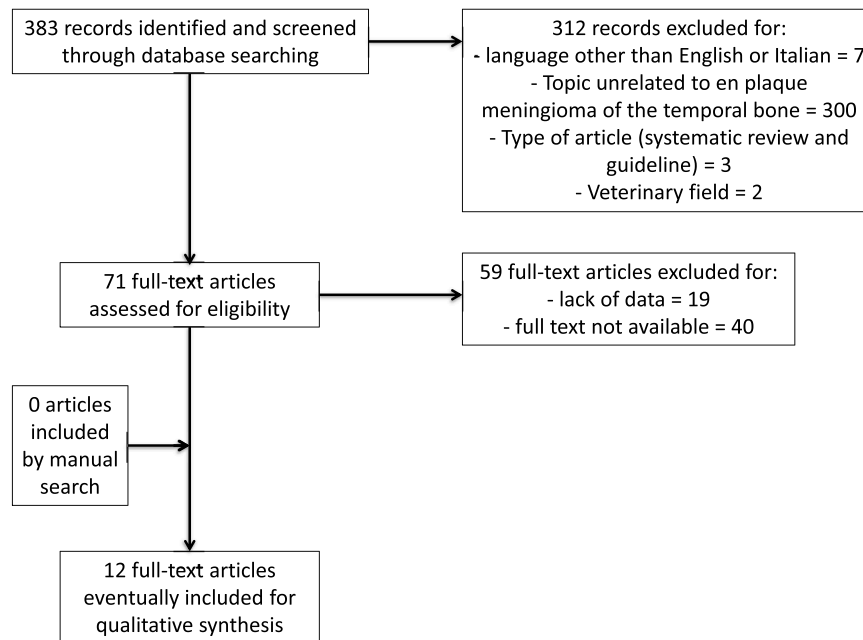 383 records identified and screened
through database searching
312 records excluded for:
- language other than English or Italian = 7
- Topic unrelated to en plaque
meningioma of the temporal bone = 300
- Type of article (systematic review and
guideline) = 3
- Veterinary field = 2
71 full-text articles
assessed for eligibility
59 full-text articles excluded for:
- lack of data = 19
- full text not available = 40
0 articles
included
by manual
search
12 full-text articles
eventually included for
qualitative synthesis